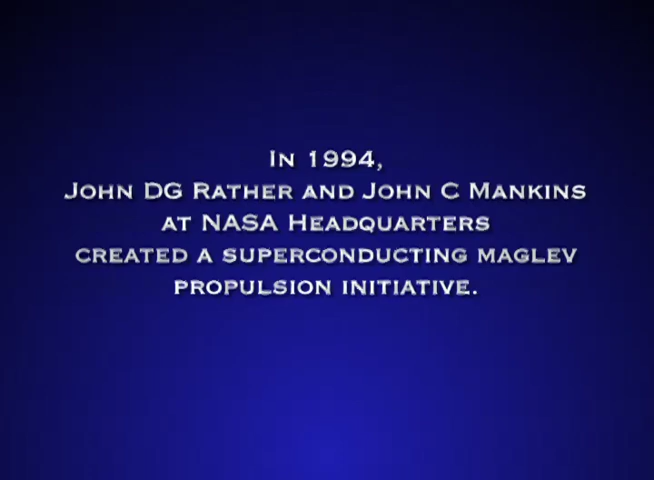 In 1994,
John DG Rather and John C Mankins
at NASA Headquarters
created a superconducting maglev
propulsion initiative.